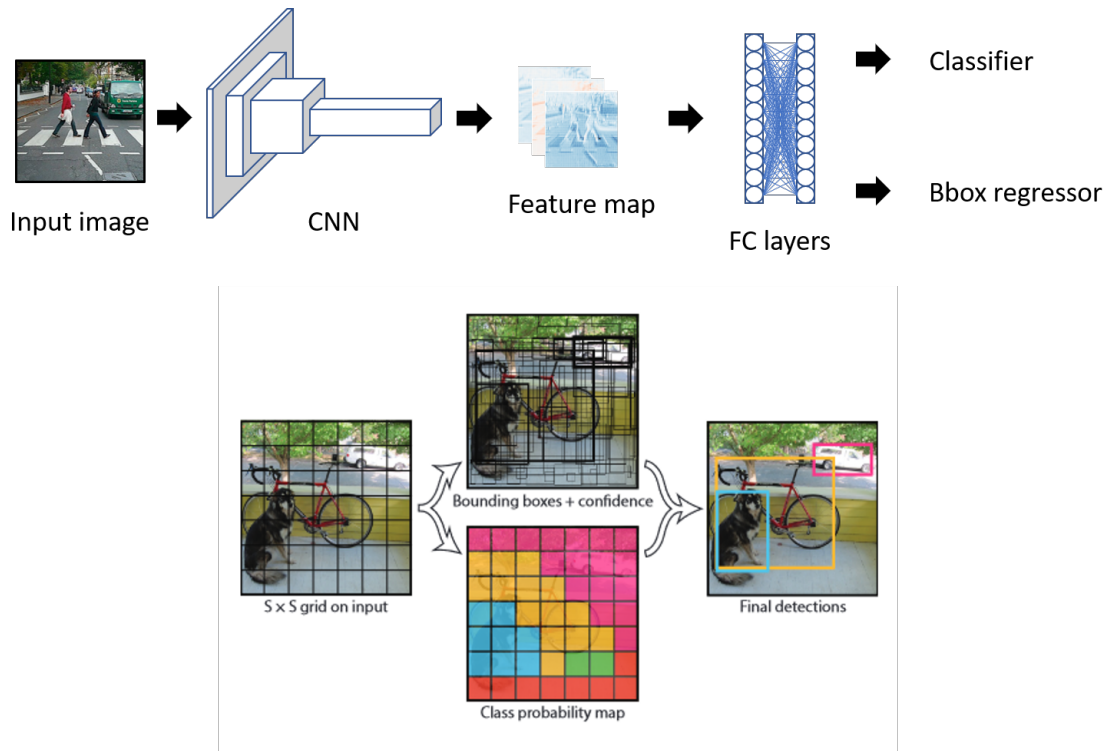 Classifier
Bbox regressor
Input image
CNN
Feature map
FC layers
Bounding boxes + confidence
S × S grid on input
Final detections
Class probability map